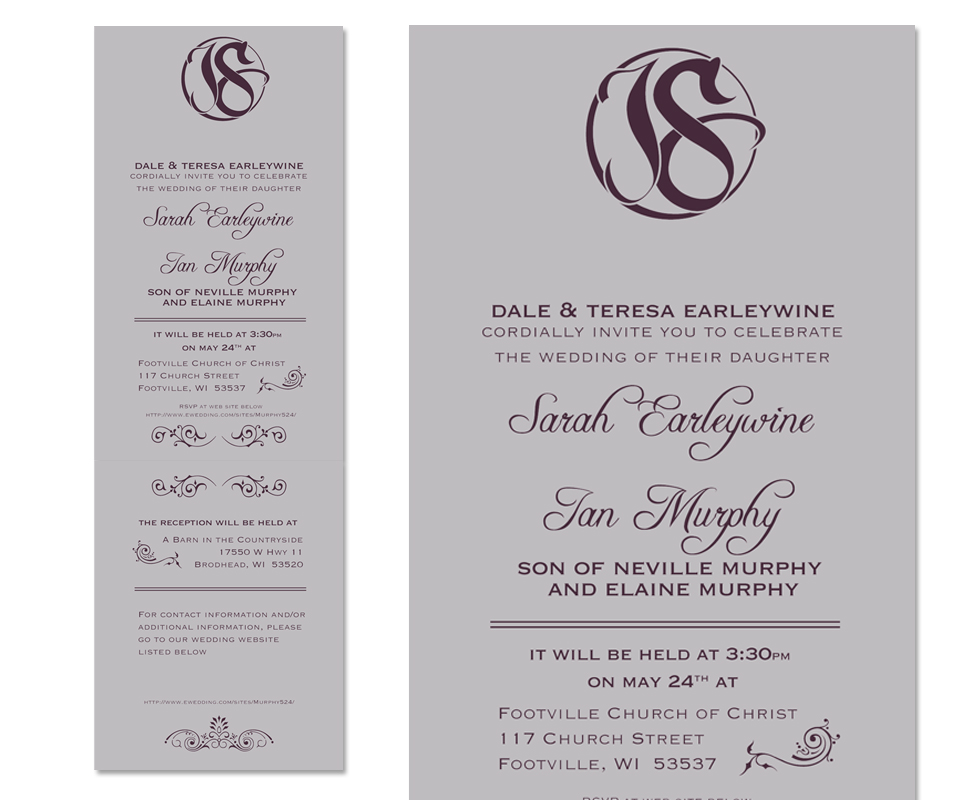 JS
DALE & TERESA EARLEYWINE
CORDIALLY INVITE YOU TO CELEBRATE
THE WEDDING OF THEIR DAUGHTER
Sarah Earleywine
Ian Murphy
SON OF NEVILLE MURPHY
AND ELAINE MURPHY
IT WILL BE HELD AT 3:30PM
ON MAY 24TH AT
Footville Church of Christ
117 Church Street
Footville, WI 53537
RSVP AT WEB SITE BELOW
HTTP://WWW.EWEDDING.COM/SITES/MURPHY524/
THE RECEPTION WILL BE HELD AT
A Barn in the Countryside
17550 W Hwy 11
Brodhead, WI 53520
For contact information and/or
additional information, please
go to our wedding website
listed below
HTTP://WWW.EWEDDING.COM/SITES/MURPHY524/
JS
DALE & TERESA EARLEYWINE
CORDIALLY INVITE YOU TO CELEBRATE
THE WEDDING OF THEIR DAUGHTER
Sarah Earleywine
Ian Murphy
SON OF NEVILLE MURPHY
AND ELAINE MURPHY
IT WILL BE HELD AT 3:30PM
ON MAY 24TH AT
Footville Church of Christ
117 Church Street
Footville, WI 53537